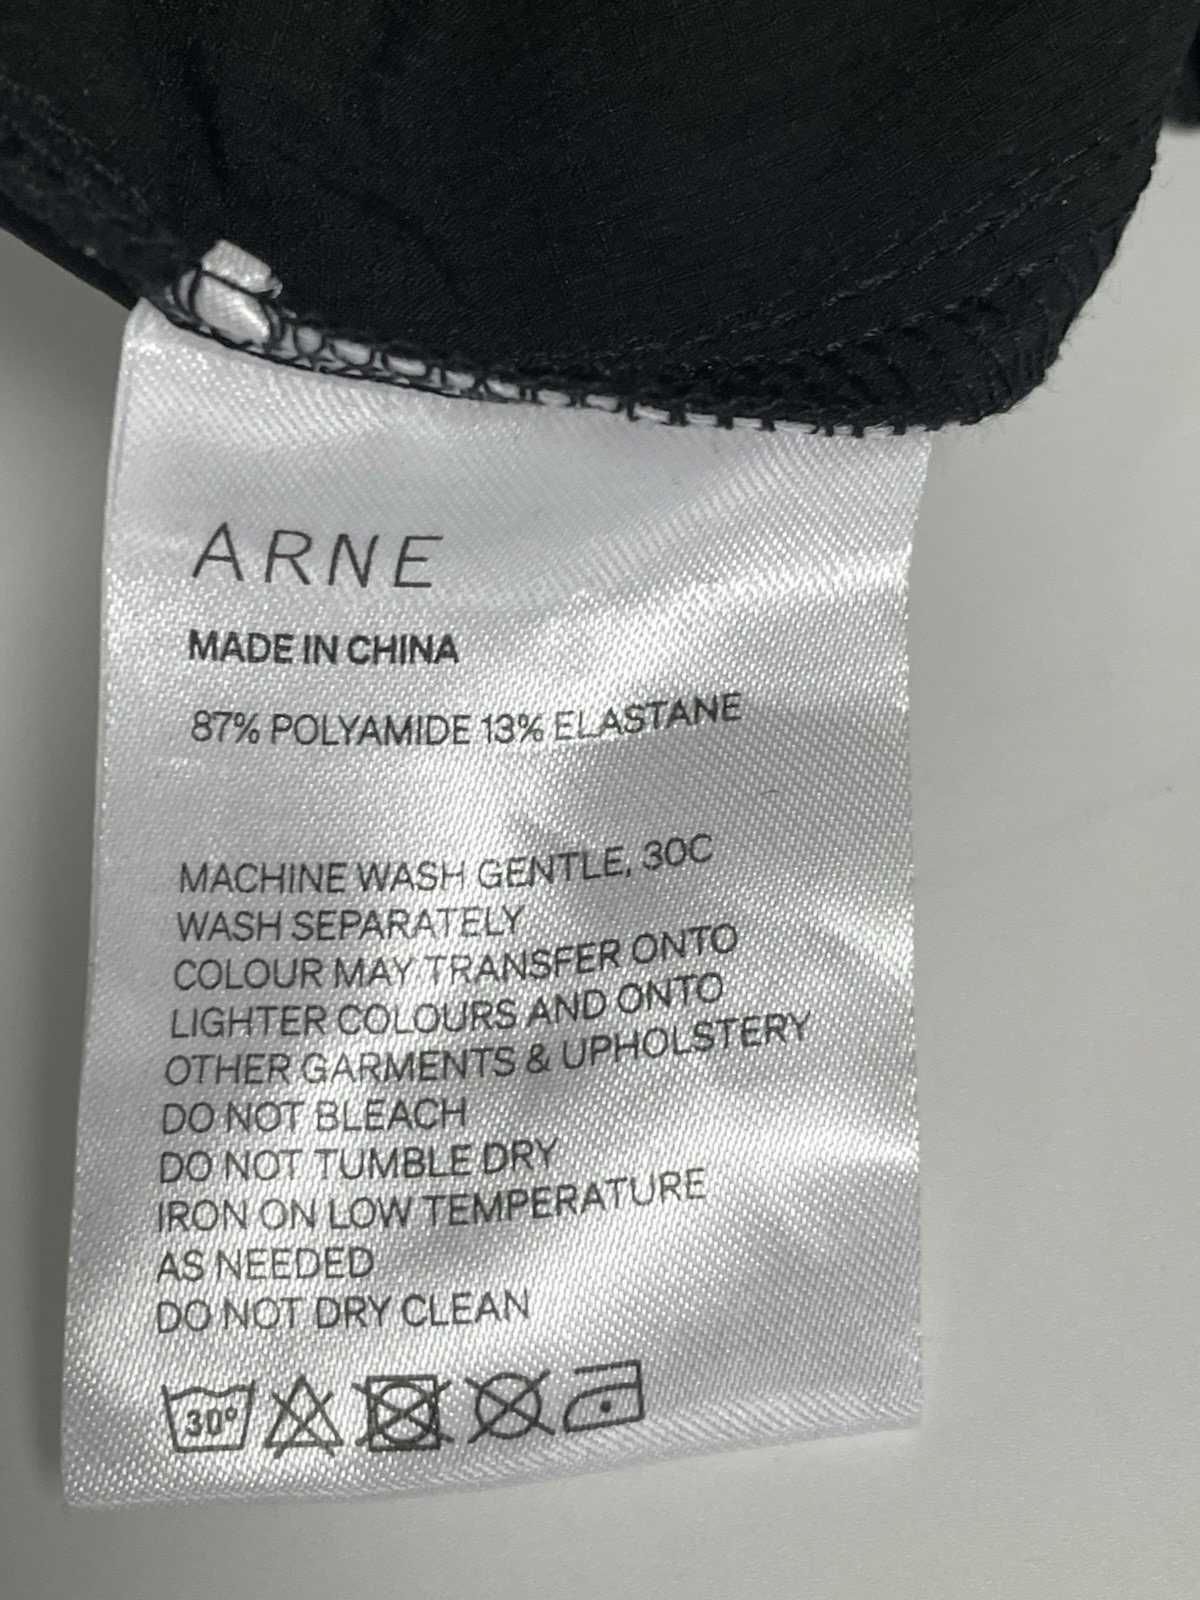 ARNE
MADE IN CHINA
87% POLYAMIDE 13% ELASTANE
MACHINE WASH GENTLE, 30C
WASH SEPARATELY
COLOUR MAY TRANSFER ONTO
LIGHTER COLOURS AND ONTO
OTHER GARMENTS & UPHOLSTERY
DO NOT BLEACH
DO NOT TUMBLE DRY
IRON ON LOW TEMPERATURE
AS NEEDED
DO NOT DRY CLEAN
30°